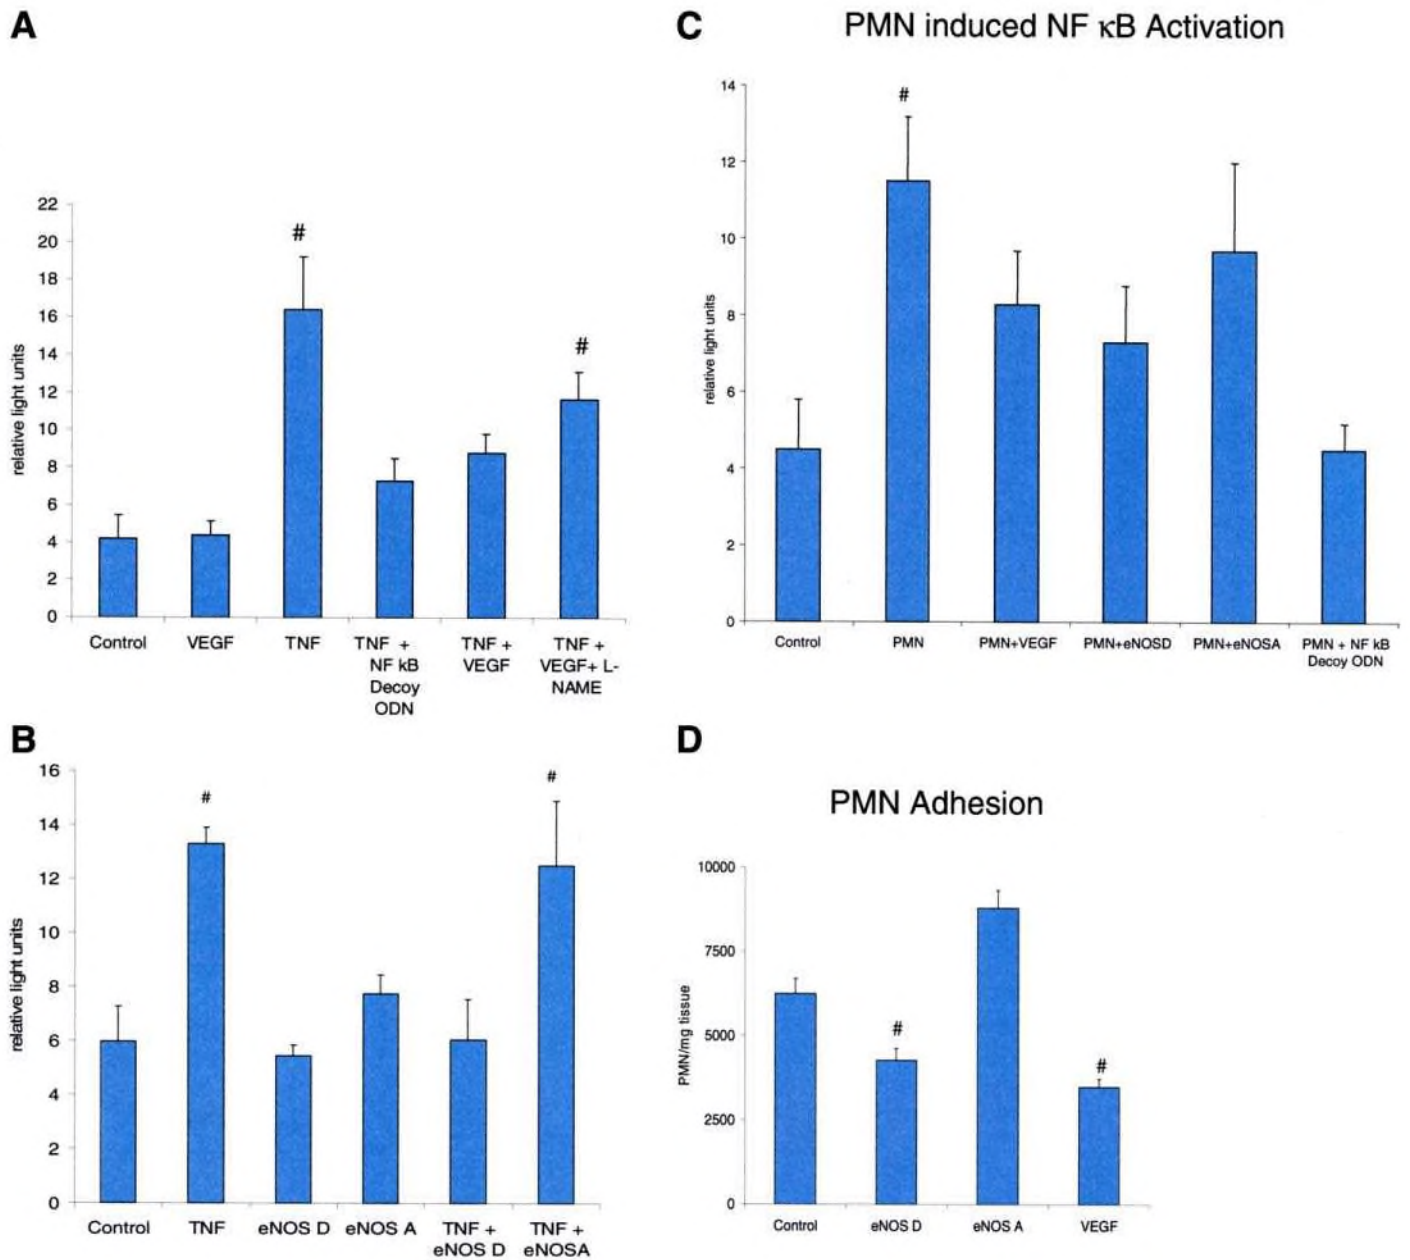 A
22
20
18
16
14
12
10
8
6
4
2
0
relative light units
#
#
Control
VEGF
TNF
TNF +
NF kB
Decoy
ODN
TNF +
VEGF
TNF +
VEGF+ L-
NAME
B
16
14
12
10
8
6
4
2
0
relative light units
#
#
Control
TNF
eNOS D
eNOS A
TNF +
eNOS D
TNF +
eNOSA
C
PMN induced NF κB Activation
14
12
10
8
6
4
2
0
relative light units
#
Control
PMN
PMN+VEGF
PMN+eNOSD
PMN+eNOSA
PMN + NF kB
Decoy ODN
D
PMN Adhesion
10000
7500
5000
2500
0
PMN/mg tissue
#
#
Control
eNOS D
eNOS A
VEGF